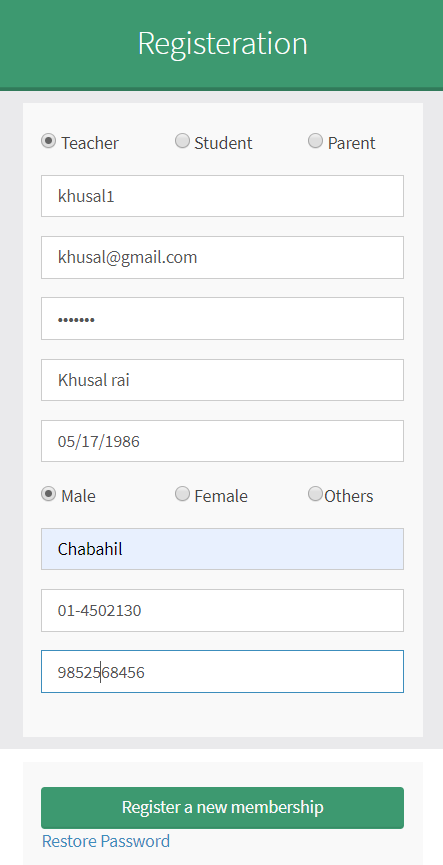 Registeration
Teacher Student Parent
khusal1
khusal@gmail.com
•••••••
Khusal rai
05/17/1986
Male Female Others
Chabahil
01-4502130
9852568456
Register a new membership
Restore Password